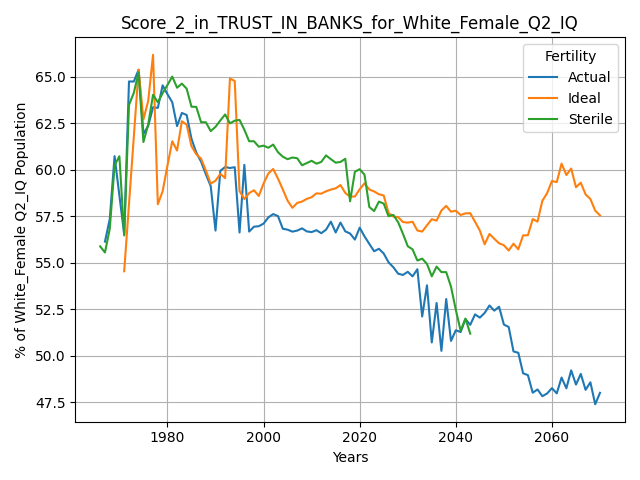 Score_2_in_TRUST_IN_BANKS_for_White_Female_Q2_IQ
% of White_Female Q2_IQ Population
65.0
62.5
60.0
57.5
55.0
52.5
50.0
47.5
Fertility
Actual
Ideal
Sterile
1980
2000
2020
2040
2060
Years